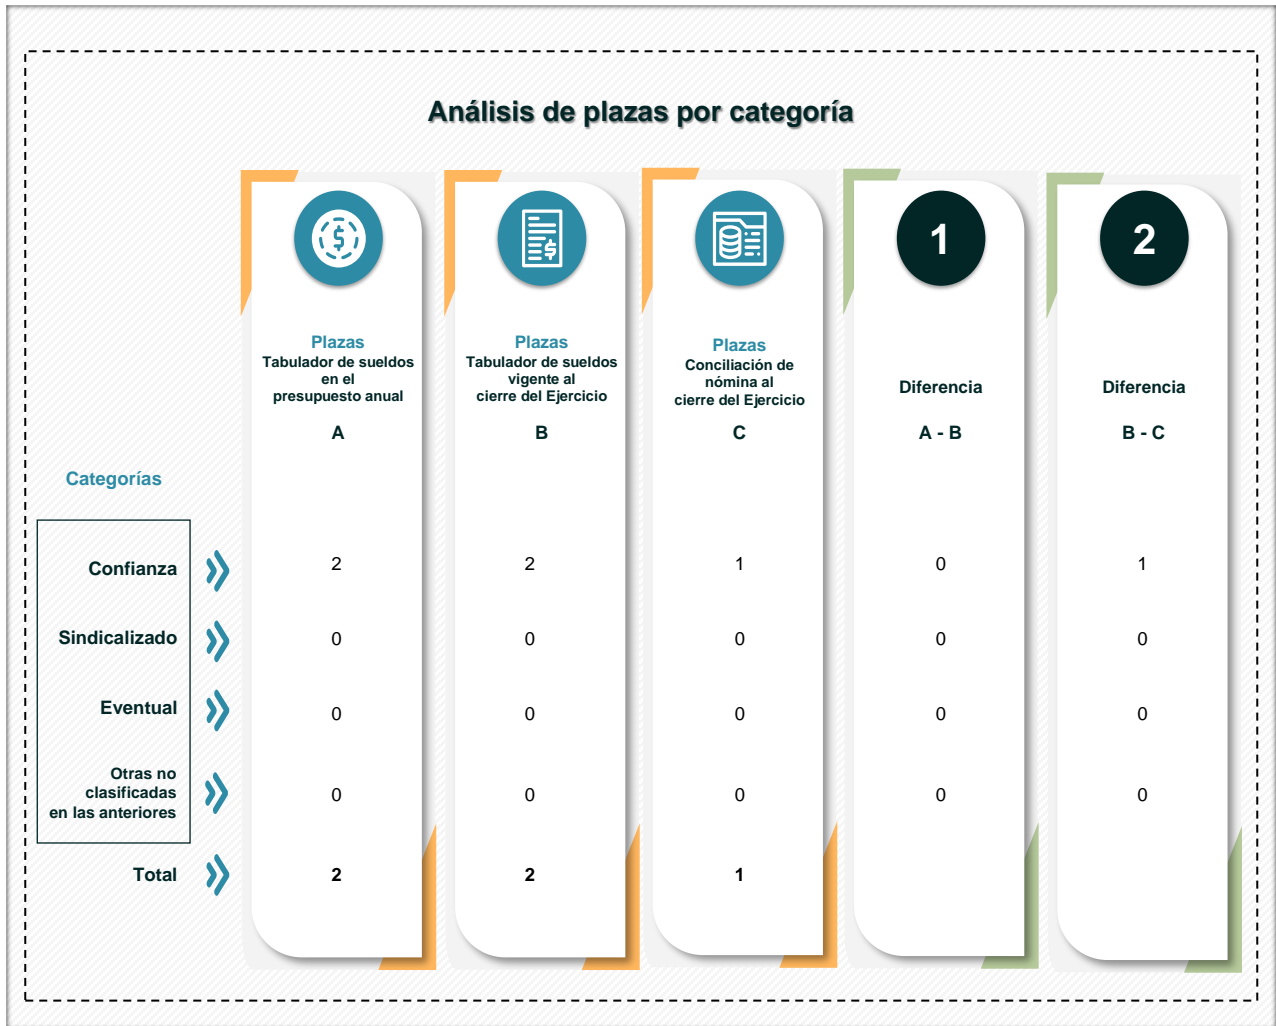 Análisis de plazas por categoría
1
2
Plazas
Tabulador de sueldos
en el
presupuesto anual
A
Plazas
Tabulador de sueldos
vigente al
cierre del Ejercicio
B
Plazas
Conciliación de
nómina al
cierre del Ejercicio
C
Diferencia
A - B
Diferencia
B - C
Categorías
Confianza 2 2 1 0 1
Sindicalizado 0 0 0 0 0
Eventual 0 0 0 0 0
Otras no
clasificadas
en las anteriores 0 0 0 0 0
Total 2 2 1